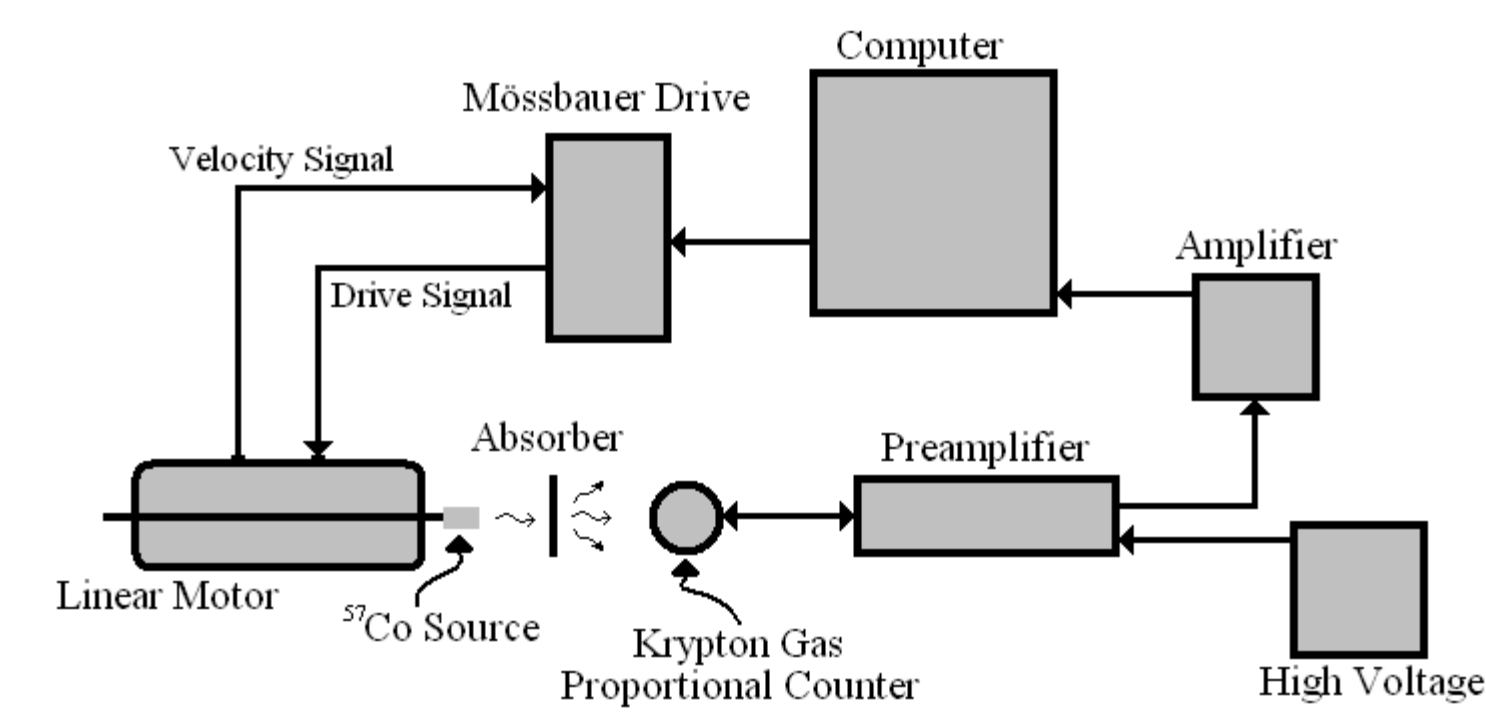 Computer
Mössbauer Drive
Velocity Signal
Amplifier
Drive Signal
Absorber
Preamplifier
Linear Motor
⁵⁷Co Source
Krypton Gas
Proportional Counter
High Voltage